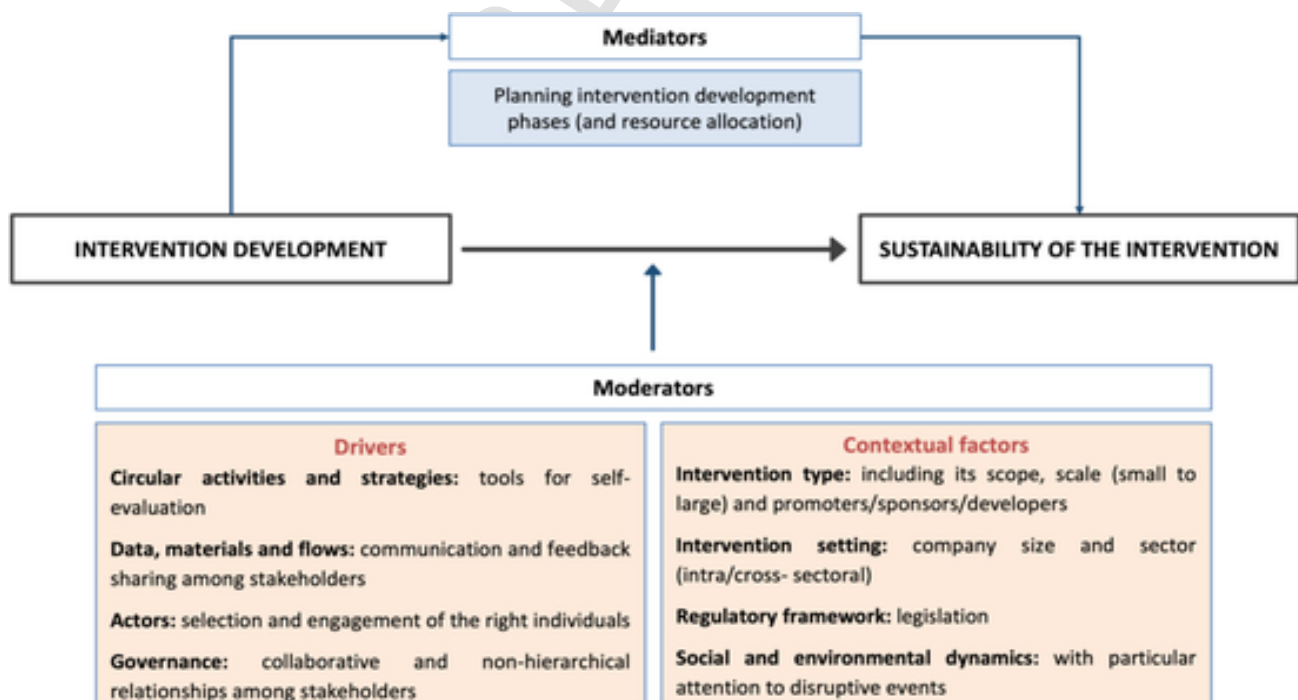 Mediators
Planning intervention development
phases (and resource allocation)
INTERVENTION DEVELOPMENT
SUSTAINABILITY OF THE INTERVENTION
Moderators
Drivers
Circular activities and strategies: tools for self-
evaluation
Data, materials and flows: communication and feedback
sharing among stakeholders
Actors: selection and engagement of the right individuals
Governance: collaborative and non-hierarchical
relationships among stakeholders
Contextual factors
Intervention type: including its scope, scale (small to
large) and promoters/sponsors/developers
Intervention setting: company size and sector
(intra/cross- sectoral)
Regulatory framework: legislation
Social and environmental dynamics: with particular
attention to disruptive events